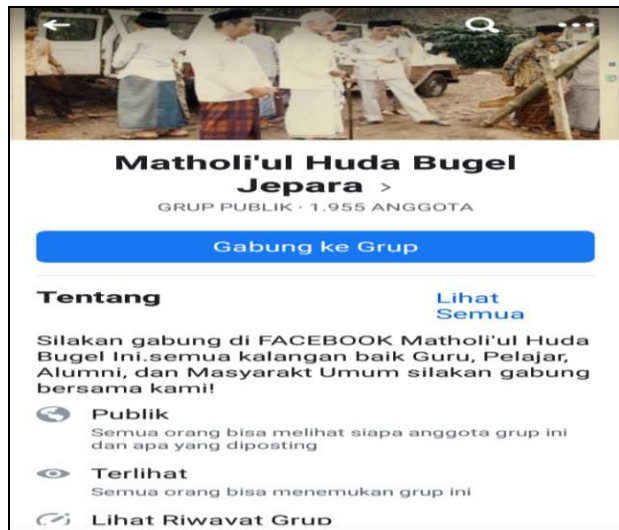 Matholi'ul Huda Bugel
Jepara >
GRUP PUBLIK · 1.955 ANGGOTA
Gabung ke Grup
Tentang
Lihat
Semua
Silakan gabung di FACEBOOK Matholi'ul Huda
Bugel Ini.semua kalangan baik Guru, Pelajar,
Alumni, dan Masyarakt Umum silakan gabung
bersama kami!
Publik
Semua orang bisa melihat siapa anggota grup ini
dan apa yang diposting
Terlihat
Semua orang bisa menemukan grup ini
Lihat Riwayat Grup